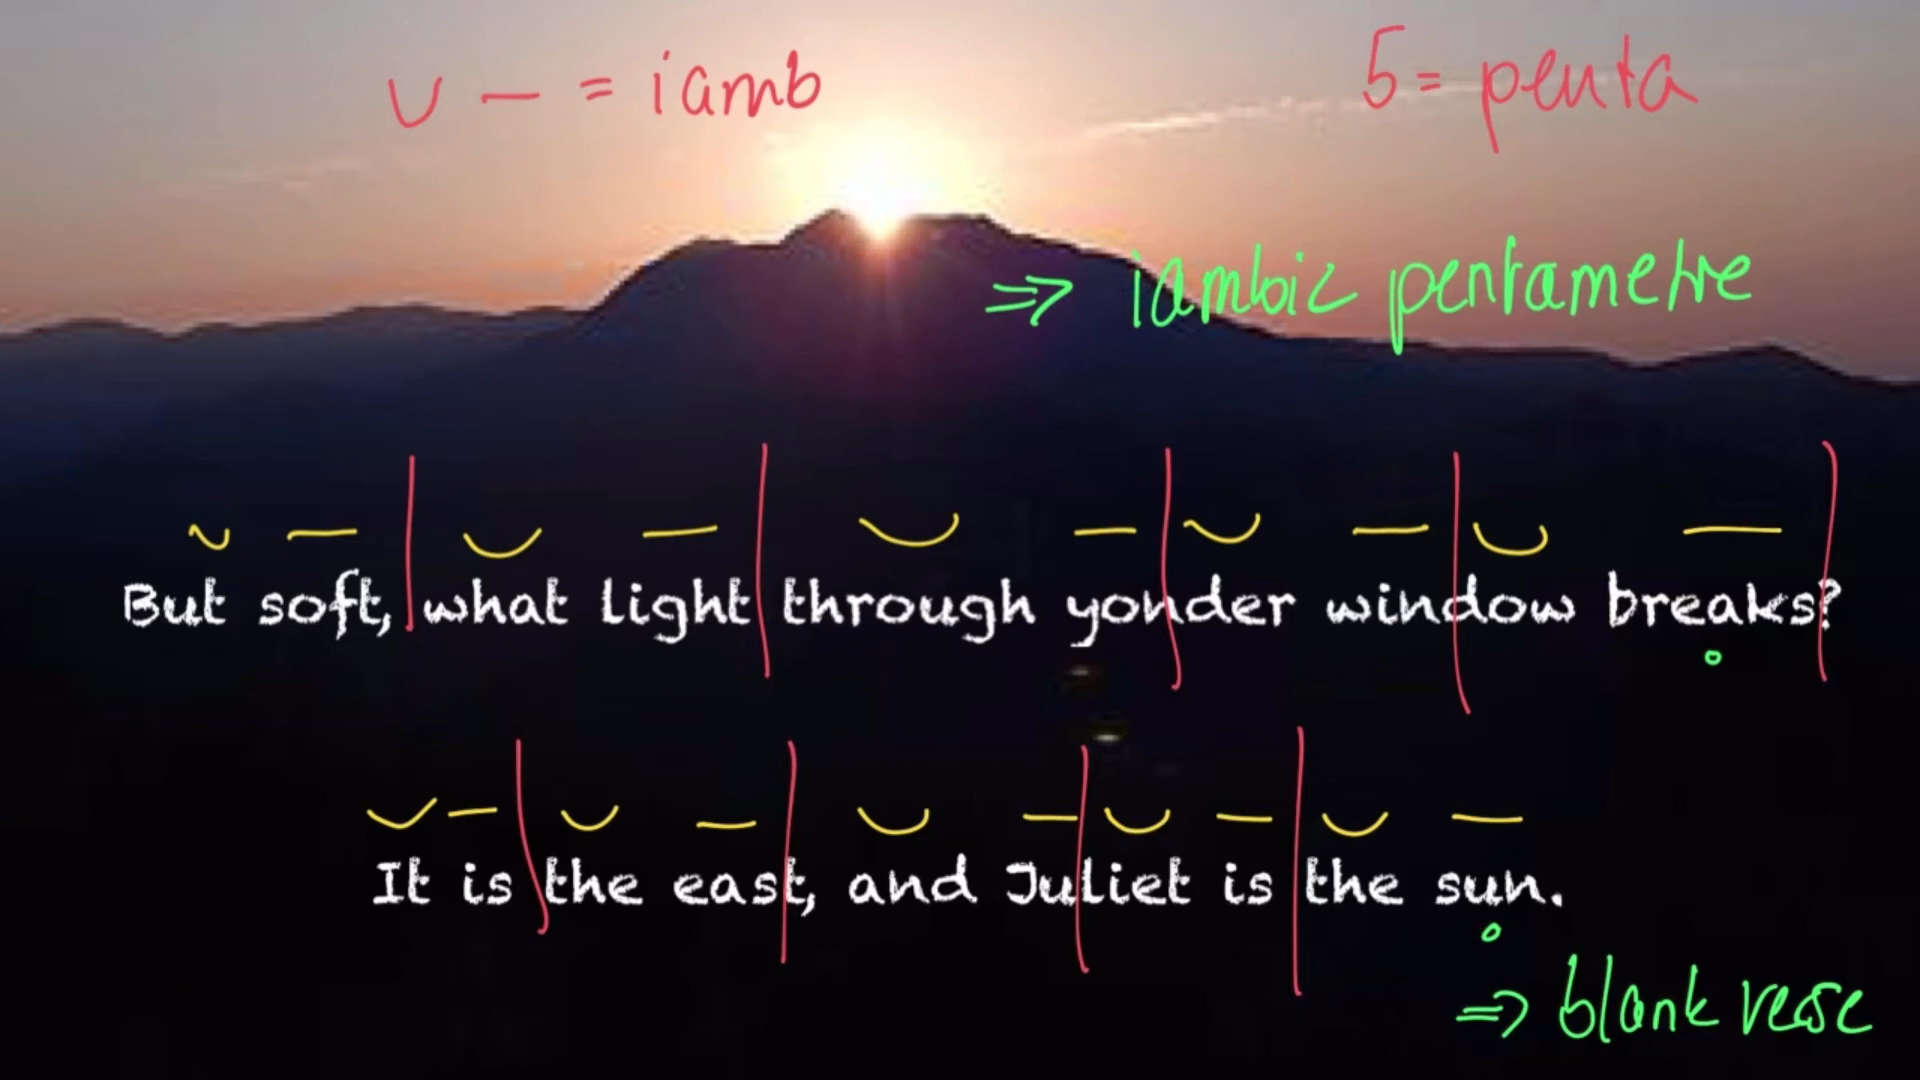 ∪ — = iamb
5 = penta
⇒ iambic pentametre
But soft, what light through yonder window breaks?
It is the east, and Juliet is the sun.
⇒ blank verse